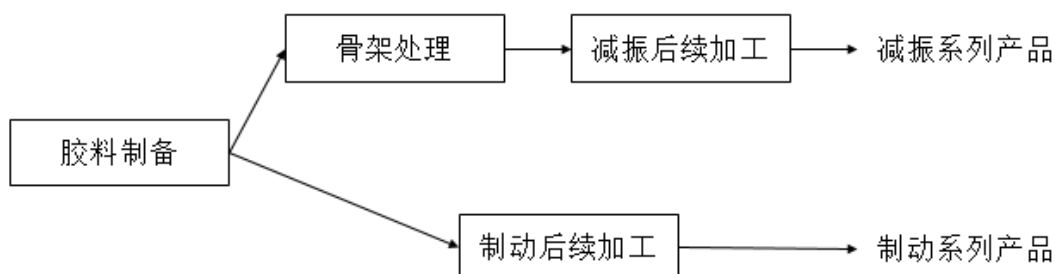 骨架处理
减振后续加工
减振系列产品
胶料制备
制动后续加工
制动系列产品